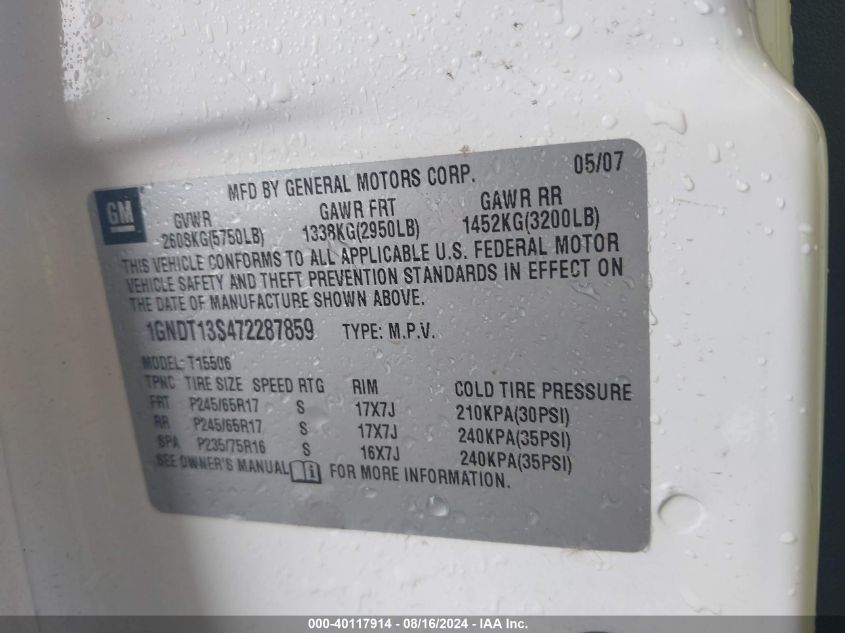 GM
MFD BY GENERAL MOTORS CORP. 05/07
GVWR GAWR FRT GAWR RR
2608KG(5750LB) 1338KG(2950LB) 1452KG(3200LB)
THIS VEHICLE CONFORMS TO ALL APPLICABLE U.S. FEDERAL MOTOR
VEHICLE SAFETY AND THEFT PREVENTION STANDARDS IN EFFECT ON
THE DATE OF MANUFACTURE SHOWN ABOVE.
1GNDT13S472287859 TYPE: M.P.V.
MODEL: T15506
TPNC TIRE SIZE SPEED RTG RIM COLD TIRE PRESSURE
FRT P245/65R17 S 17X7J 210KPA(30PSI)
RR P245/65R17 S 17X7J 240KPA(35PSI)
SPA P235/75R16 S 16X7J 240KPA(35PSI)
SEE OWNER'S MANUAL i FOR MORE INFORMATION.
000-40117914 - 08/16/2024 - IAA Inc.